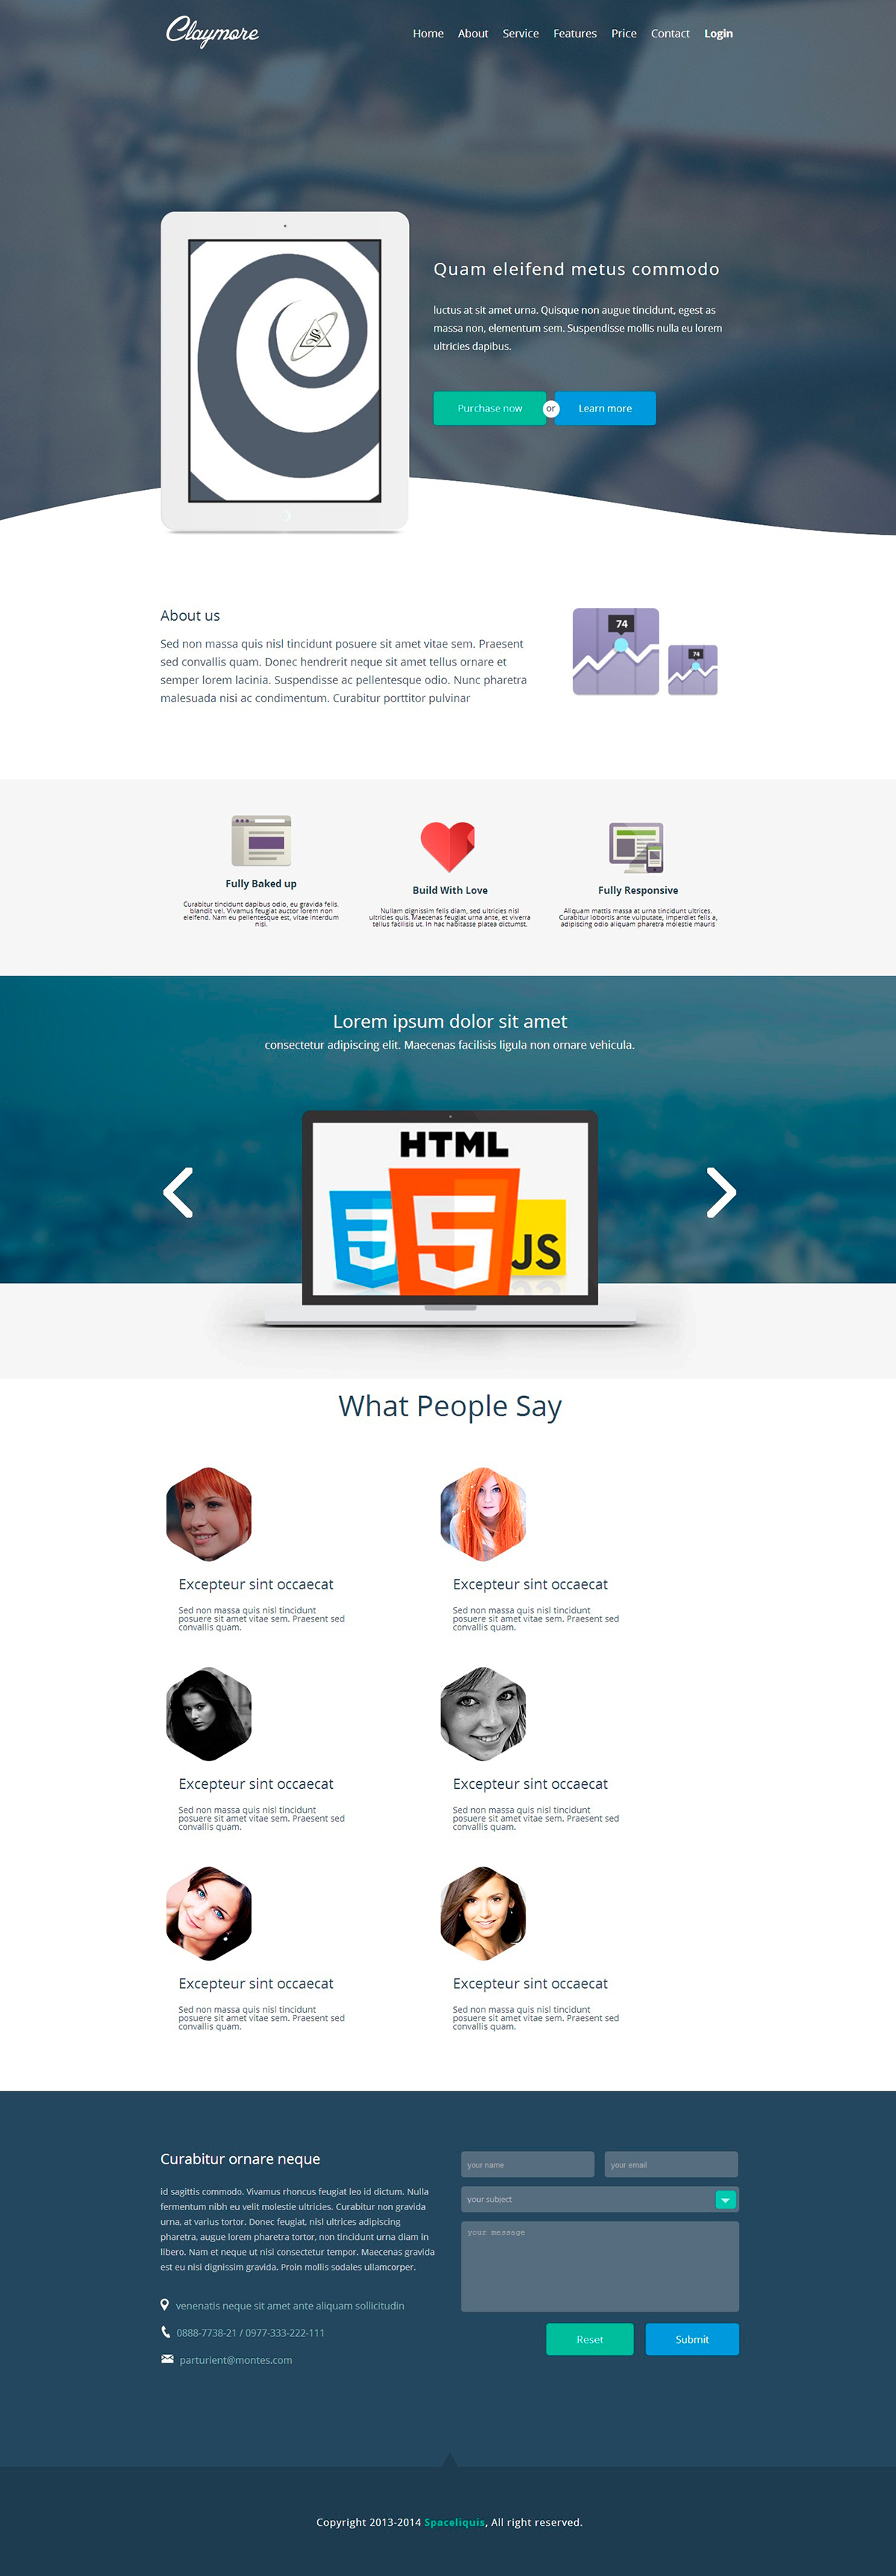 Claymore
Home About Service Features Price Contact Login
Quam eleifend metus commodo
luctus at sit amet urna. Quisque non augue tincidunt, egest as
massa non, elementum sem. Suspendisse mollis nulla eu lorem
ultricies dapibus.
Purchase now or Learn more
About us
Sed non massa quis nisl tincidunt posuere sit amet vitae sem. Praesent
sed convallis quam. Donec hendrerit neque sit amet tellus ornare et
semper lorem lacinia. Suspendisse ac pellentesque odio. Nunc pharetra
malesuada nisi ac condimentum. Curabitur porttitor pulvinar
74
74
Fully Baked up
Curabitur tincidunt dapibus odio, eu gravida felis.
blandit vel. Vivamus feugiat auctor lorem non
eleifend. Nam eu pellentesque est, vitae interdum
nisi.
Build With Love
Nullam dignissim felis diam, sed ultricies nisl
ultricies quis. Maecenas feugiat urna ante, et viverra
tellus facilisis ut. In hac habitasse platea dictumst.
Fully Responsive
Aliquam mattis massa at urna tincidunt ultrices.
Curabitur lobortis ante vulputate, imperdiet felis a,
adipiscing odio aliquam pharetra molestie mauris
Lorem ipsum dolor sit amet
consectetur adipiscing elit. Maecenas facilisis ligula non ornare vehicula.
HTML
3 5 JS
What People Say
Excepteur sint occaecat
Sed non massa quis nisl tincidunt
posuere sit amet vitae sem. Praesent sed
convallis quam.
Excepteur sint occaecat
Sed non massa quis nisl tincidunt
posuere sit amet vitae sem. Praesent sed
convallis quam.
Excepteur sint occaecat
Sed non massa quis nisl tincidunt
posuere sit amet vitae sem. Praesent sed
convallis quam.
Excepteur sint occaecat
Sed non massa quis nisl tincidunt
posuere sit amet vitae sem. Praesent sed
convallis quam.
Excepteur sint occaecat
Sed non massa quis nisl tincidunt
posuere sit amet vitae sem. Praesent sed
convallis quam.
Excepteur sint occaecat
Sed non massa quis nisl tincidunt
posuere sit amet vitae sem. Praesent sed
convallis quam.
Curabitur ornare neque
id sagittis commodo. Vivamus rhoncus feugiat leo id dictum. Nulla
fermentum nibh eu velit molestie ultricies. Curabitur non gravida
urna, at varius tortor. Donec feugiat, nisl ultrices adipiscing
pharetra, augue lorem pharetra tortor, non tincidunt urna diam in
libero. Nam et neque ut nisi consectetur tempor. Maecenas gravida
est eu nisi dignissim gravida. Proin mollis sodales ullamcorper.
venenatis neque sit amet ante aliquam sollicitudin
0888-7738-21 / 0977-333-222-111
parturient@montes.com
your name
your email
your subject
your message
Reset
Submit
Copyright 2013-2014 Spaceliquis, All right reserved.